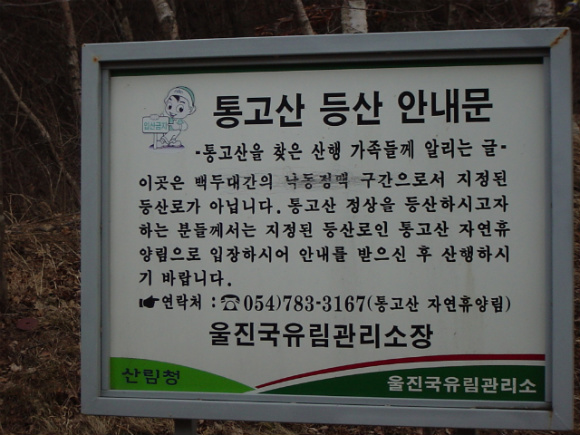 통고산 등산 안내문
입산금지
-통고산을 찾은 산행 가족들께 알리는 글-
이곳은 백두대간의 낙동정맥 구간으로서 지정된
등산로가 아닙니다. 통고산 정상을 등산하시고자
하는 분들께서는 지정된 등산로인 통고산 자연휴
양림으로 입장하시어 안내를 받으신 후 산행하시
기 바랍니다.
☛연락처 : ☎054)783-3167(통고산 자연휴양림)
울진국유림관리소장
산림청
울진국유림관리소